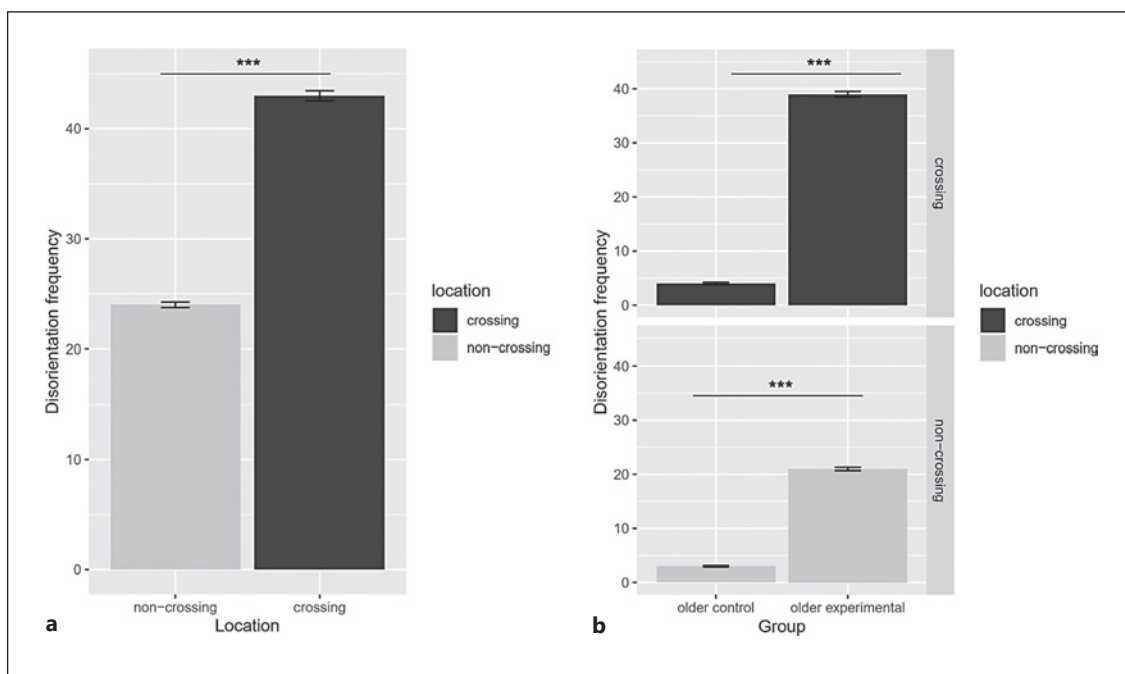 ***
Disorientation frequency
40
30
20
10
0
non-crossing
crossing
Location
location
crossing
non-crossing
a
***
Disorientation frequency
40
30
20
10
0
crossing
***
40
30
20
10
0
non-crossing
older control
older experimental
Group
location
crossing
non-crossing
b